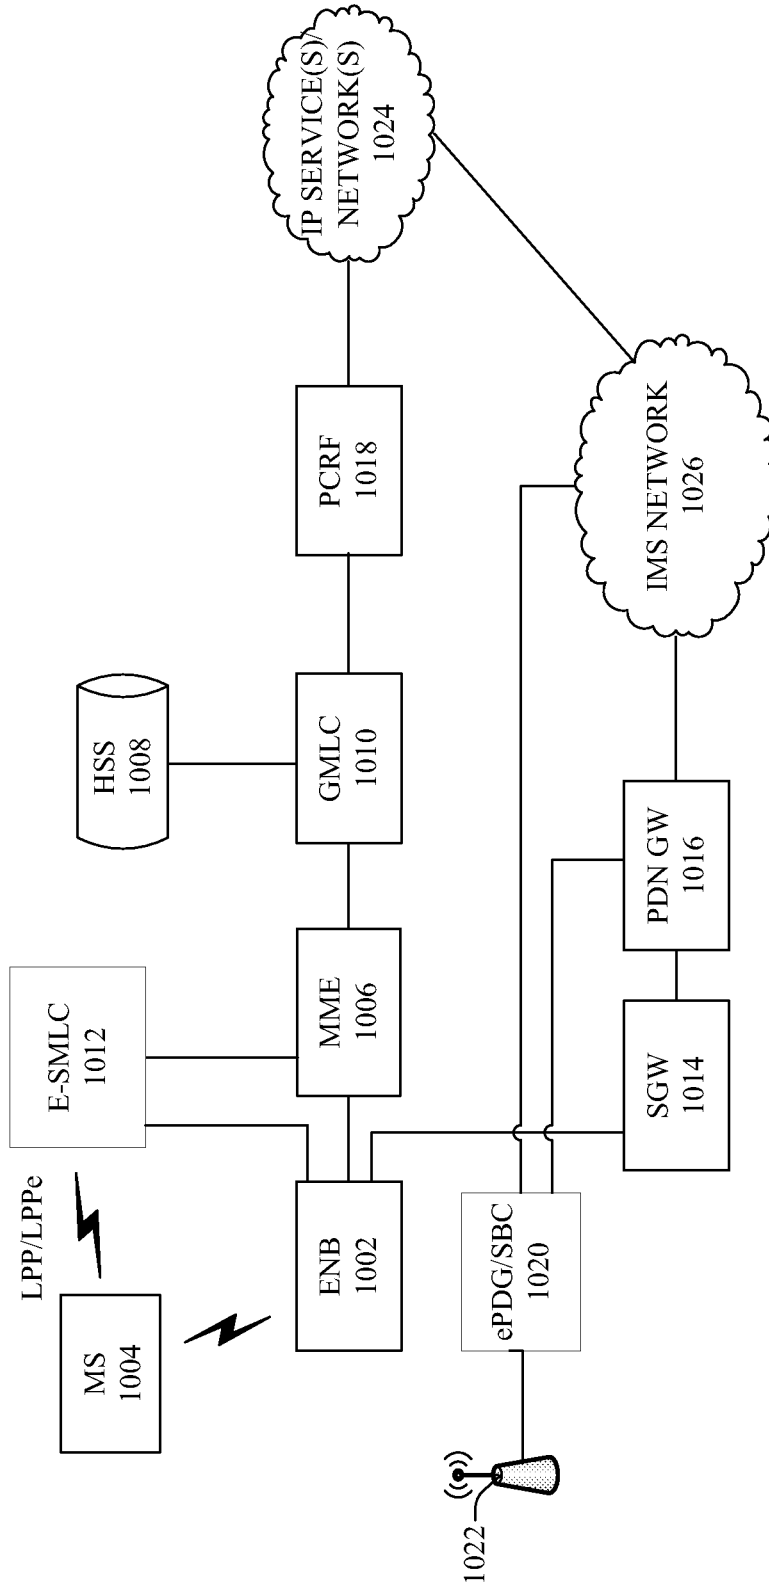 LPP/LPPe
MS
1004
E-SMLC
1012
HSS
1008
ENB
1002
MME
1006
GMLC
1010
PCRF
1018
IP SERVICE(S)/
NETWORK(S)
1024
1022
ePDG/SBC
1020
SGW
1014
PDN GW
1016
IMS NETWORK
1026